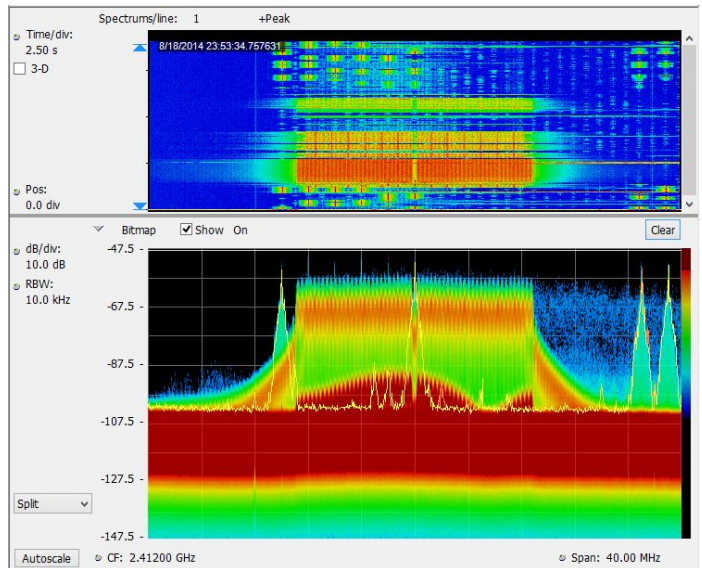 Spectrums/line: 1 +Peak
Time/div:
2.50 s
3-D
8/18/2014 23:53:34.757631
Pos:
0.0 div
Bitmap Show On Clear
dB/div:
10.0 dB
RBW:
10.0 kHz
-47.5
-67.5
-87.5
-107.5
-127.5
-147.5
Split
Autoscale CF: 2.41200 GHz Span: 40.00 MHz